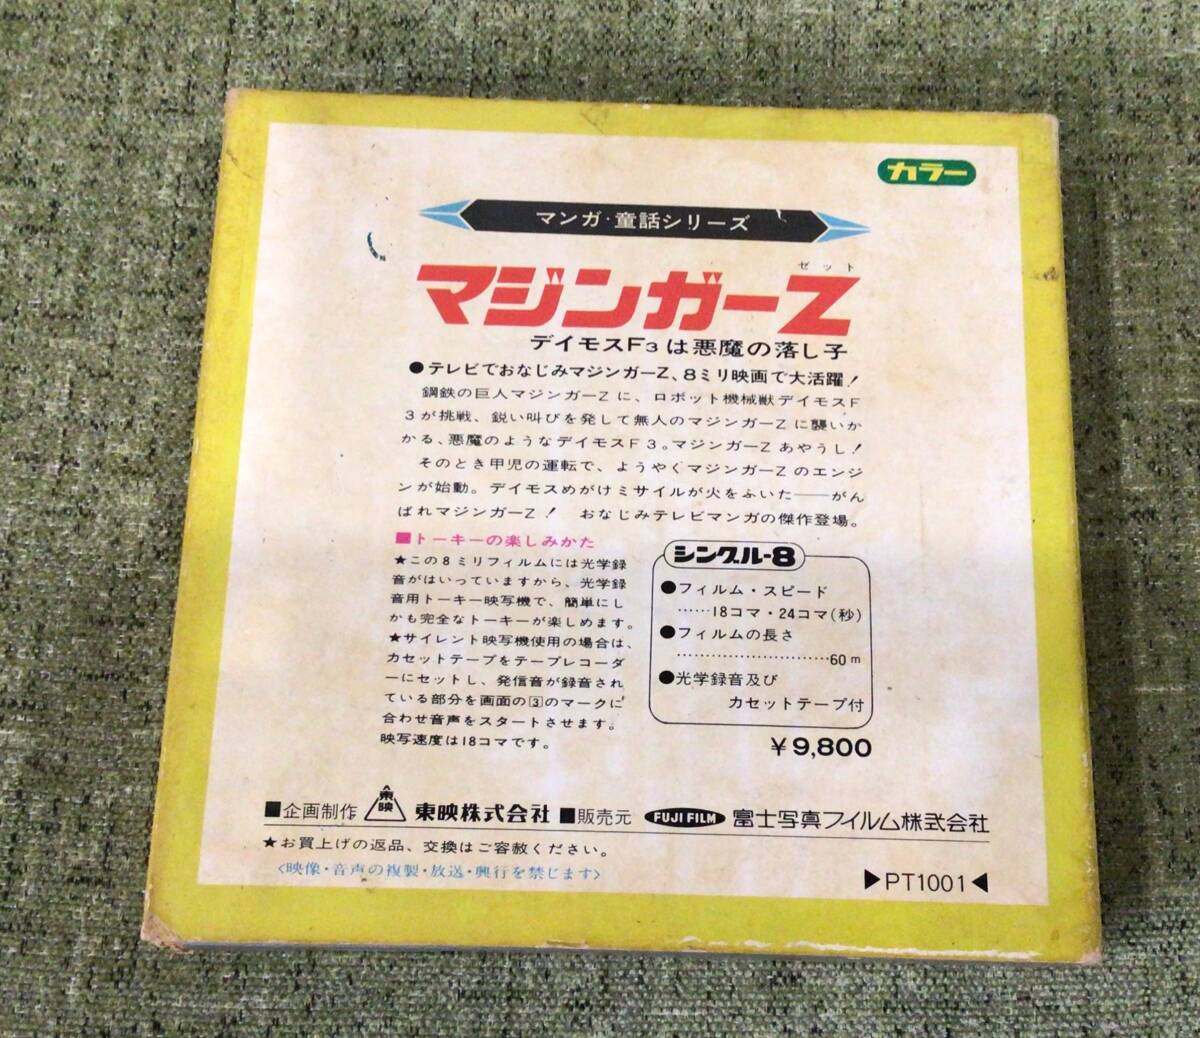 カラー
マンガ・童話シリーズ
ゼット
マジンガーZ
デイモスF3は悪魔の落し子
●テレビでおなじみマジンガーZ、8ミリ映画で大活躍！
鋼鉄の巨人マジンガーZに、ロボット機械獣デイモスF
3が挑戦、鋭い叫びを発して無人のマジンガーZに襲いか
かる、悪魔のようなデイモスF3。マジンガーZあやうし！
そのとき甲児の運転で、ようやくマジンガーZのエンジ
ンが始動。デイモスめがけミサイルが火をふいた――がん
ばれマジンガーZ！　おなじみテレビマンガの傑作登場。
■トーキーの楽しみかた
★この8ミリフィルムには光学録
音がはいっていますから、光学録
音用トーキー映写機で、簡単にし
かも完全なトーキーが楽しめます。
★サイレント映写機使用の場合は、
カセットテープをテープレコーダ
ーにセットし、発信音が録音され
ている部分を画面の[3]のマークに
合わせ音声をスタートさせます。
映写速度は18コマです。
シングル-8
●フィルム・スピード
……18コマ・24コマ(秒)
●フィルムの長さ
………………………60m
●光学録音及び
カセットテープ付
￥9,800
■企画制作 東映 東映株式会社 ■販売元 FUJI FILM 富士写真フイルム株式会社
★お買上げの返品、交換はご容赦ください。
〈映像・音声の複製・放送・興行を禁じます〉
▶PT1001◀